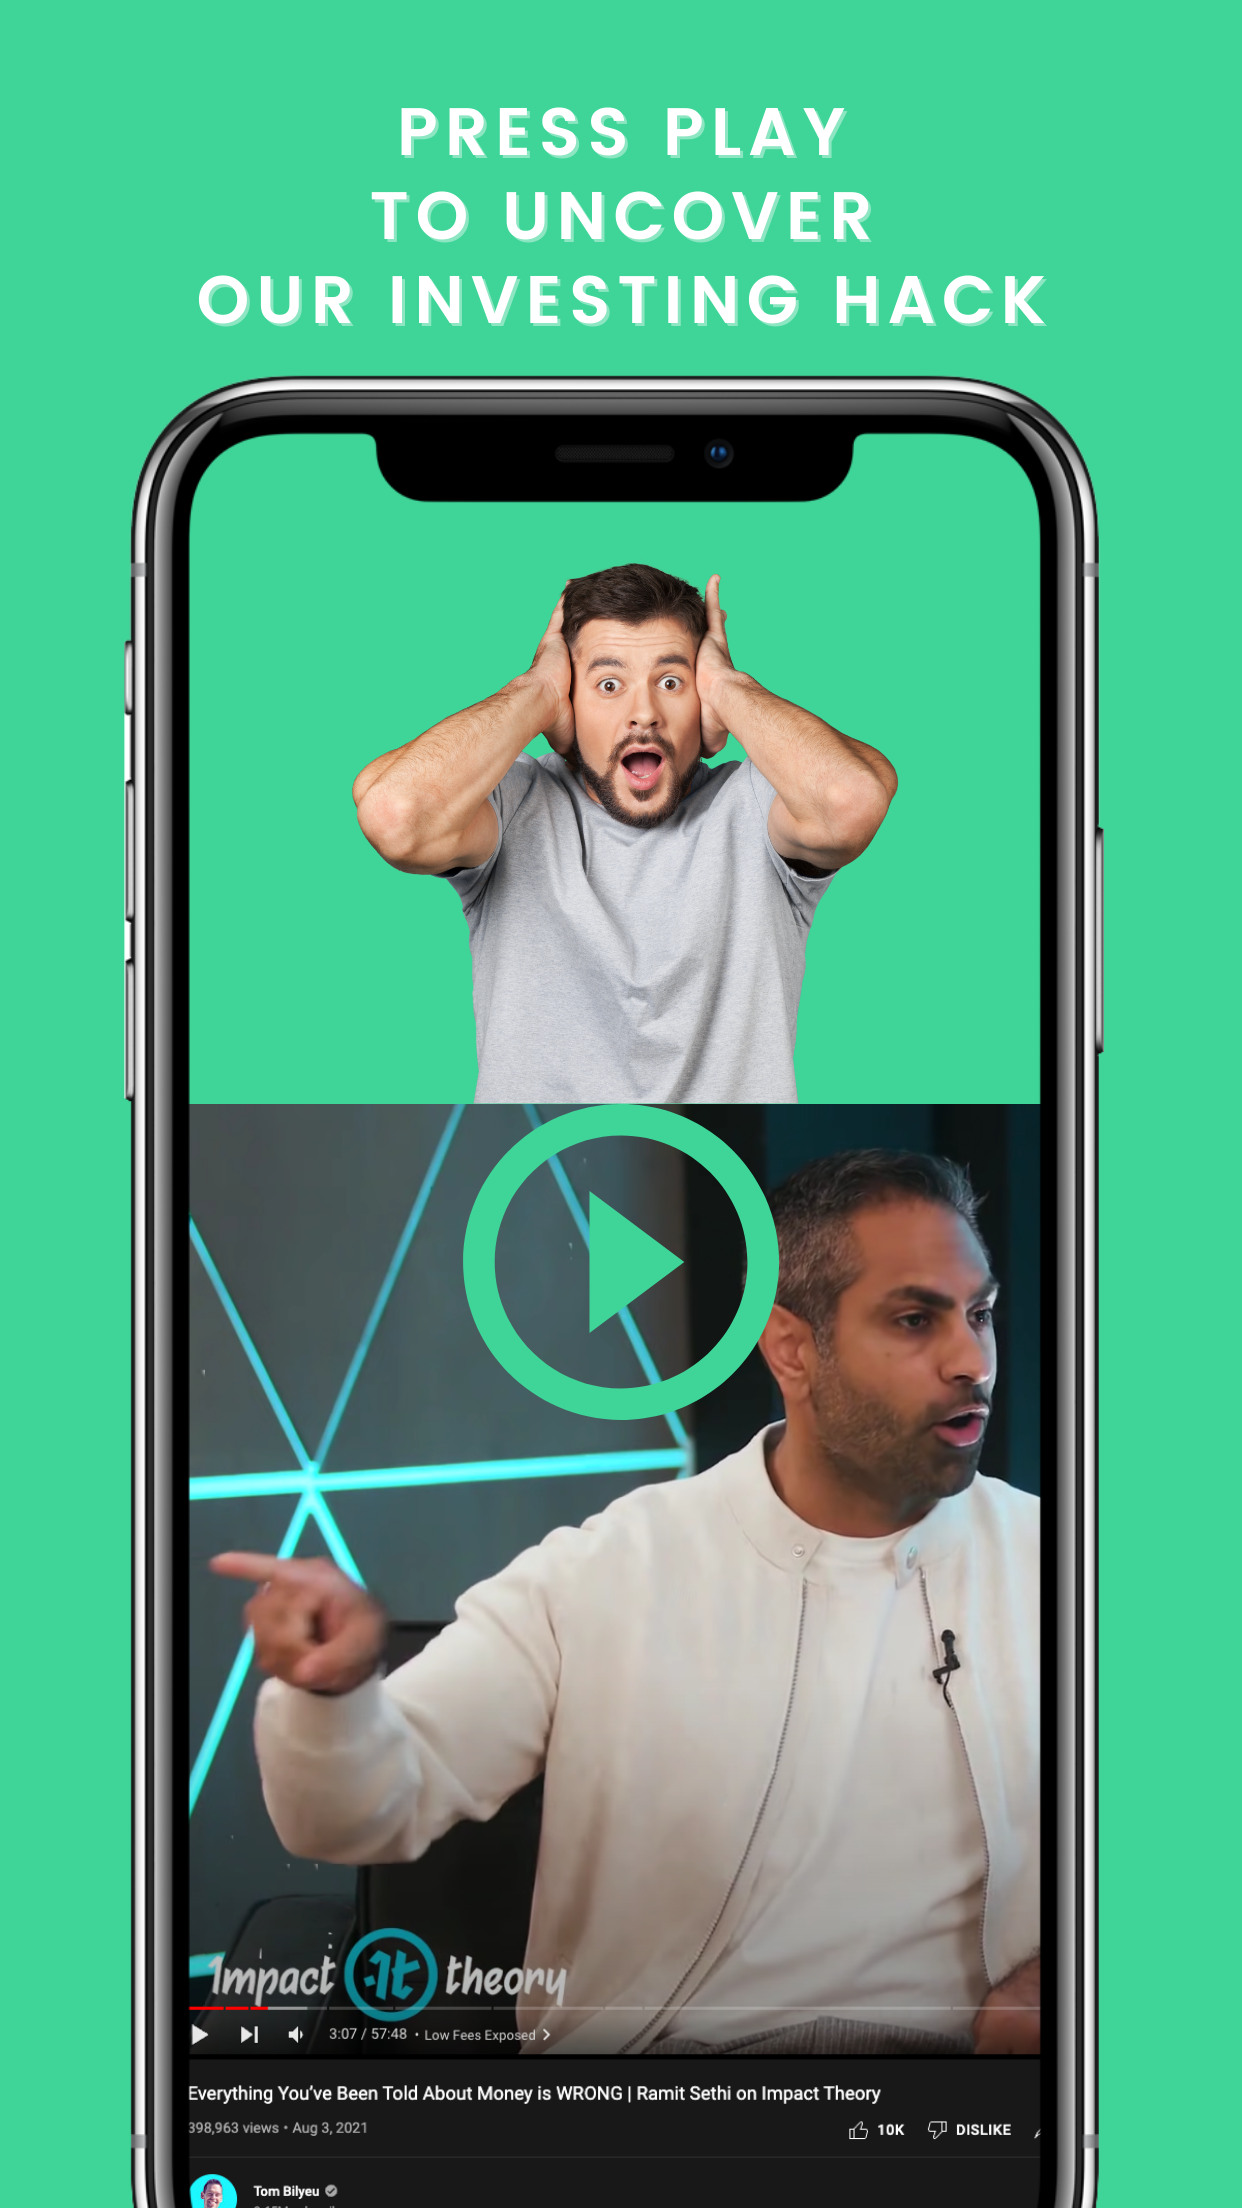 PRESS PLAY
TO UNCOVER
OUR INVESTING HACK
1mpact 1t theory
3:07 / 57:48 • Low Fees Exposed >
Everything You've Been Told About Money is WRONG | Ramit Sethi on Impact Theory
398,963 views • Aug 3, 2021
10K DISLIKE
Tom Bilyeu